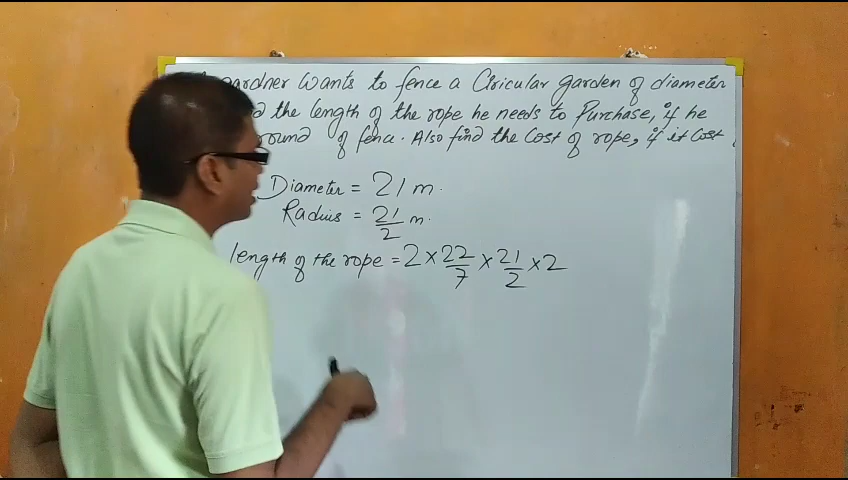 gardner wants to fence a Ciricular garden of diameter
the length of the rope he needs to Purchase, if he
round of fence. Also find the cost of rope, if it cost
Diameter = 21 m.
Radius = 21/2 m.
length of the rope = 2 × 22/7 × 21/2 × 2